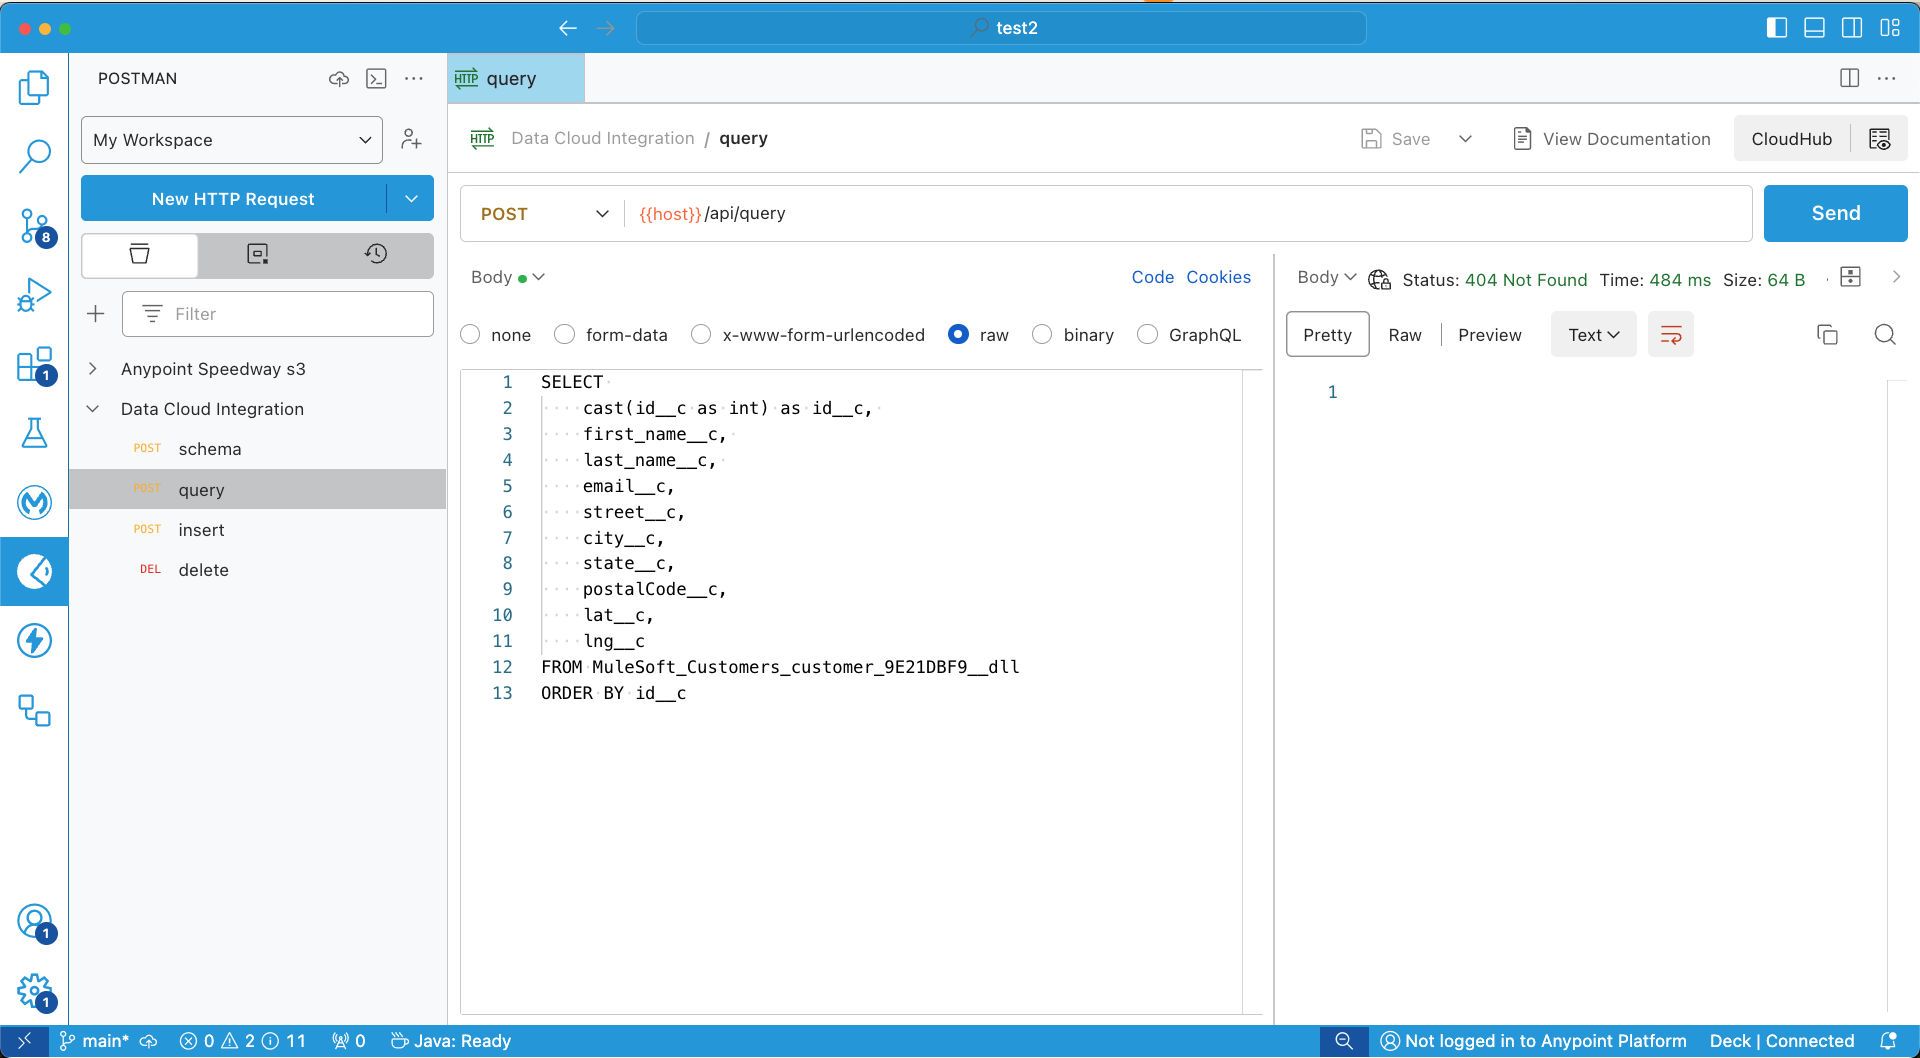 test2
POSTMAN
HTTP query
My Workspace
HTTP Data Cloud Integration / query
Save
View Documentation
CloudHub
New HTTP Request
POST
{{host}}/api/query
Send
8
Body
Code Cookies
Body
Status: 404 Not Found Time: 484 ms Size: 64 B
Filter
none form-data x-www-form-urlencoded raw binary GraphQL
Pretty Raw Preview Text
Anypoint Speedway s3
Data Cloud Integration
POST schema
POST query
POST insert
DEL delete
1
1 SELECT
2 cast(id__c as int) as id__c,
3 first_name__c,
4 last_name__c,
5 email__c,
6 street__c,
7 city__c,
8 state__c,
9 postalCode__c,
10 lat__c,
11 lng__c
12 FROM MuleSoft_Customers_customer_9E21DBF9__dll
13 ORDER BY id__c
1
1
1
main* 0 2 11 0 Java: Ready
Not logged in to Anypoint Platform Deck | Connected